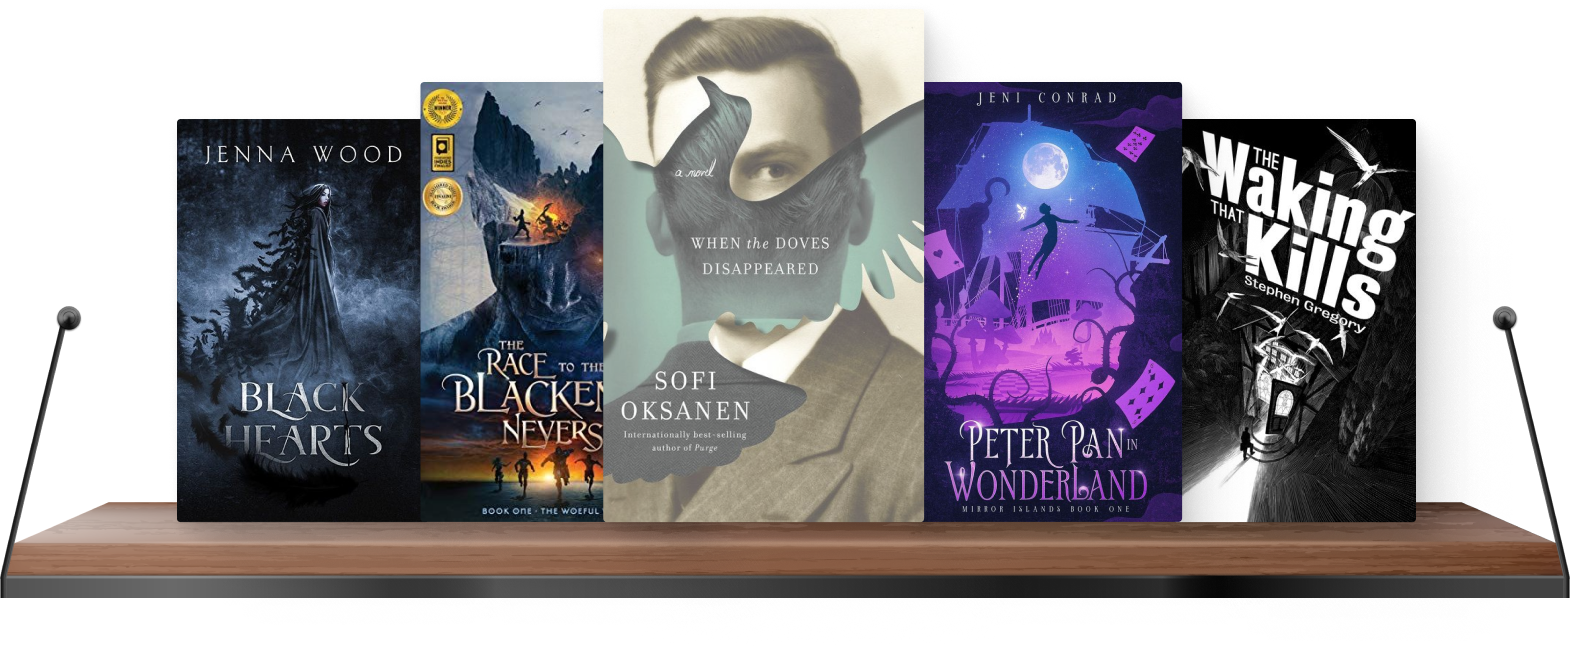 JENNA WOOD
BLACK
HEARTS
WINNER
THE
RACE TO THE
BLACKEN
NEVERS
BOOK ONE · THE WOEFUL
a novel
WHEN the DOVES
DISAPPEARED
SOFI
OKSANEN
Internationally best-selling
author of Purge
JENI CONRAD
PETER PAN IN
WONDERLAND
MIRROR ISLANDS BOOK ONE
THE
Waking
THAT
Kills
Stephen Gregory